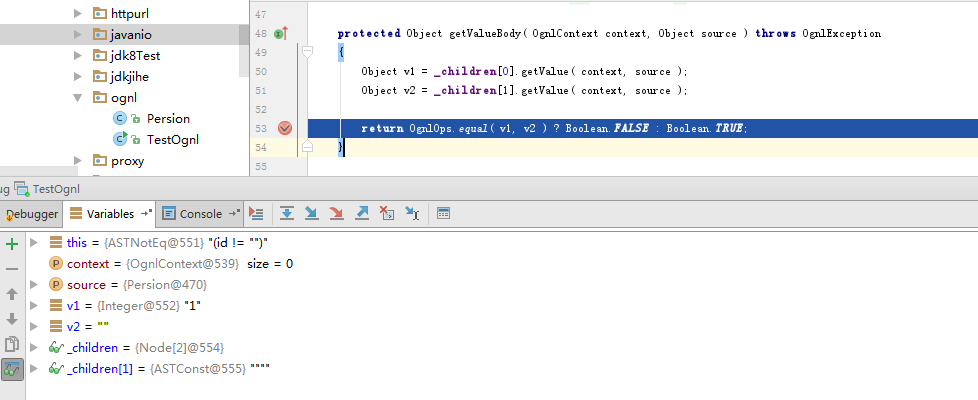 httpurl
javanio
jdk8Test
jdkjihe
ognl
Persion
TestOgnl
proxy
47
48 protected Object getValueBody( OgnlContext context, Object source ) throws OgnlException
49 {
50 Object v1 = _children[0].getValue( context, source );
51 Object v2 = _children[1].getValue( context, source );
52
53 return OgnlOps.equal( v1, v2 ) ? Boolean.FALSE : Boolean.TRUE;
54 }
55
ug TestOgnl
Debugger Variables Console
this = {ASTNotEq@551} "(id != "")"
context = {OgnlContext@539} size = 0
source = {Persion@470}
v1 = {Integer@552} "1"
v2 = ""
_children = {Node[2]@554}
_children[1] = {ASTConst@555} """"